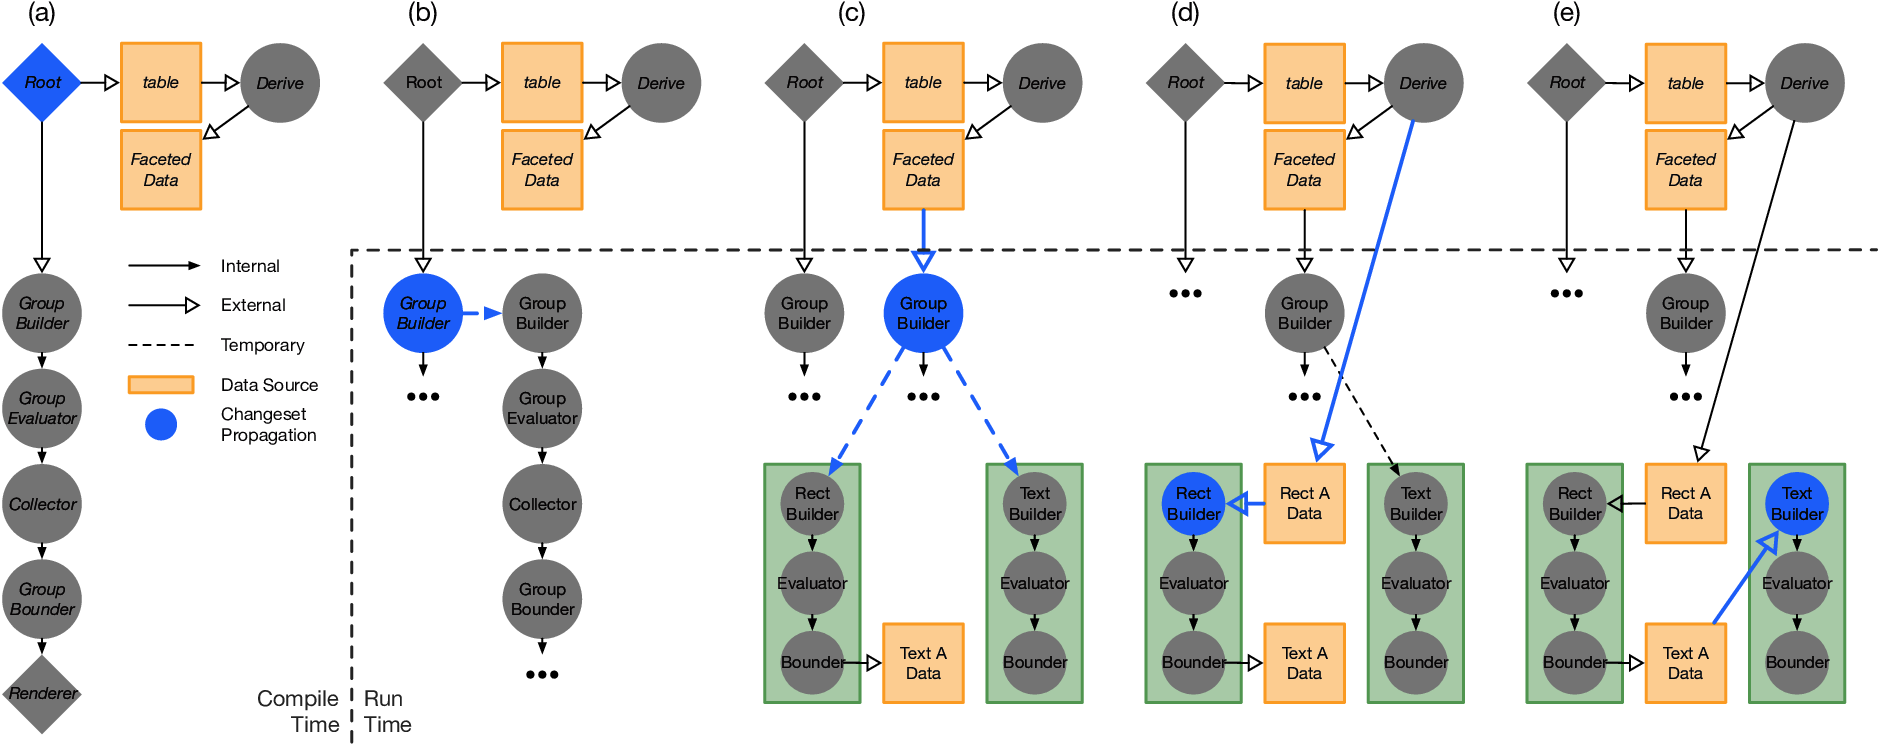 (a)
Root
table
Derive
Faceted
Data
Group
Builder
Group
Evaluator
Collector
Group
Bounder
Renderer
Internal
External
Temporary
Data Source
Changeset
Propagation
Compile
Time
Run
Time
(b)
Root
table
Derive
Faceted
Data
Group
Builder
Group
Builder
Group
Evaluator
Collector
Group
Bounder
(c)
Root
table
Derive
Faceted
Data
Group
Builder
Group
Builder
Rect
Builder
Evaluator
Bounder
Text A
Data
Text
Builder
Evaluator
Bounder
(d)
Root
table
Derive
Faceted
Data
Group
Builder
Rect
Builder
Evaluator
Bounder
Rect A
Data
Text A
Data
Text
Builder
Evaluator
Bounder
(e)
Root
table
Derive
Faceted
Data
Group
Builder
Rect
Builder
Evaluator
Bounder
Rect A
Data
Text A
Data
Text
Builder
Evaluator
Bounder